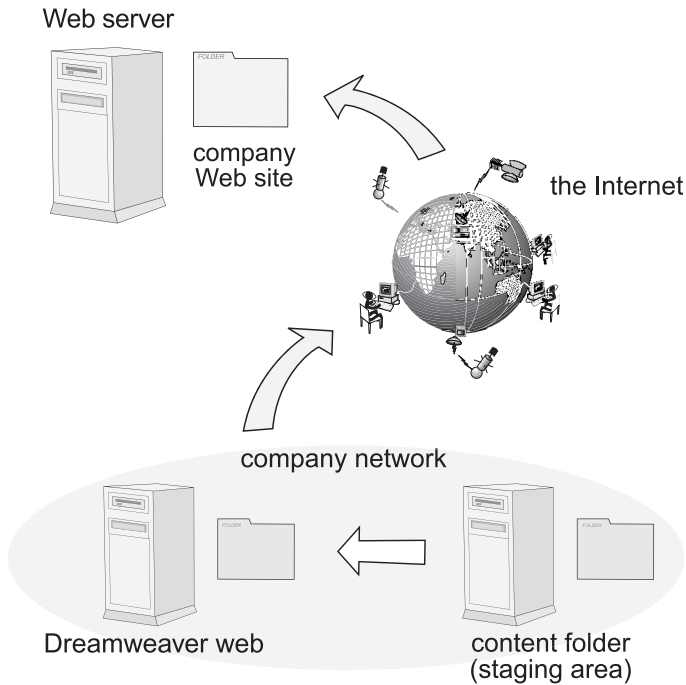 Web server
FOLDER
company
Web site
the Internet
company network
FOLDER
FOLDER
Dreamweaver web
content folder
(staging area)